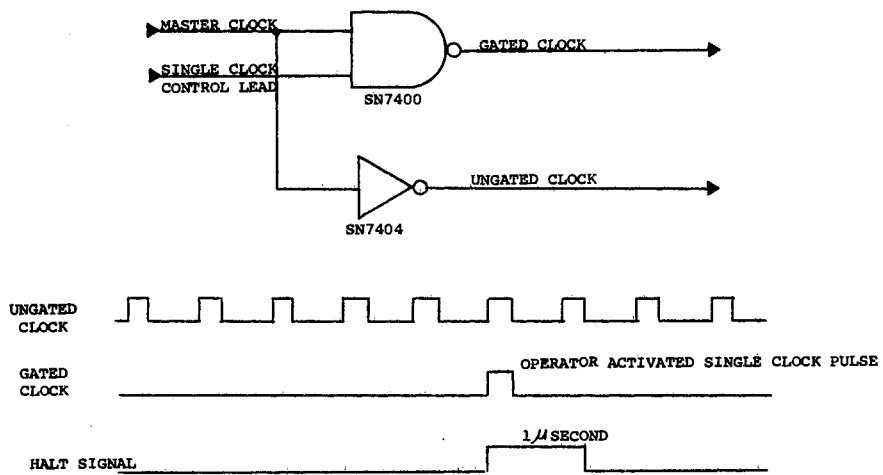 MASTER CLOCK
GATED CLOCK
SINGLE CLOCK
CONTROL LEAD
SN7400
UNGATED CLOCK
SN7404
UNGATED
CLOCK
GATED
CLOCK
OPERATOR ACTIVATED SINGLE CLOCK PULSE
1 μ SECOND
HALT SIGNAL